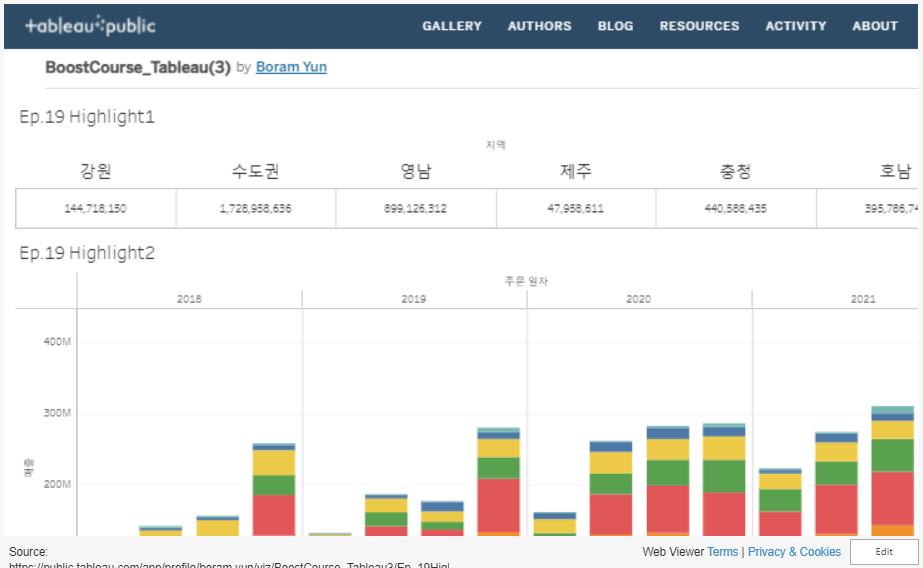 +ab|eau public
GALLERY AUTHORS BLOG RESOURCES ACTIVITY ABOUT
BoostCourse_Tableau(3) by Boram Yun
Ep.19 Highlight1
지역
강원 수도권 영남 제주 충청 호남
144,718,150 1,728,958,636 899,126,312 47,958,611 440,588,435 395,786,74
Ep.19 Highlight2
주문 일자
2018 2019 2020 2021
400M
300M
매출
200M
Source:
Web Viewer Terms | Privacy & Cookies Edit
https://public.tableau.com/app/profile/boram.yun/viz/BoostCourse_Tableau3/Ep_19Higl